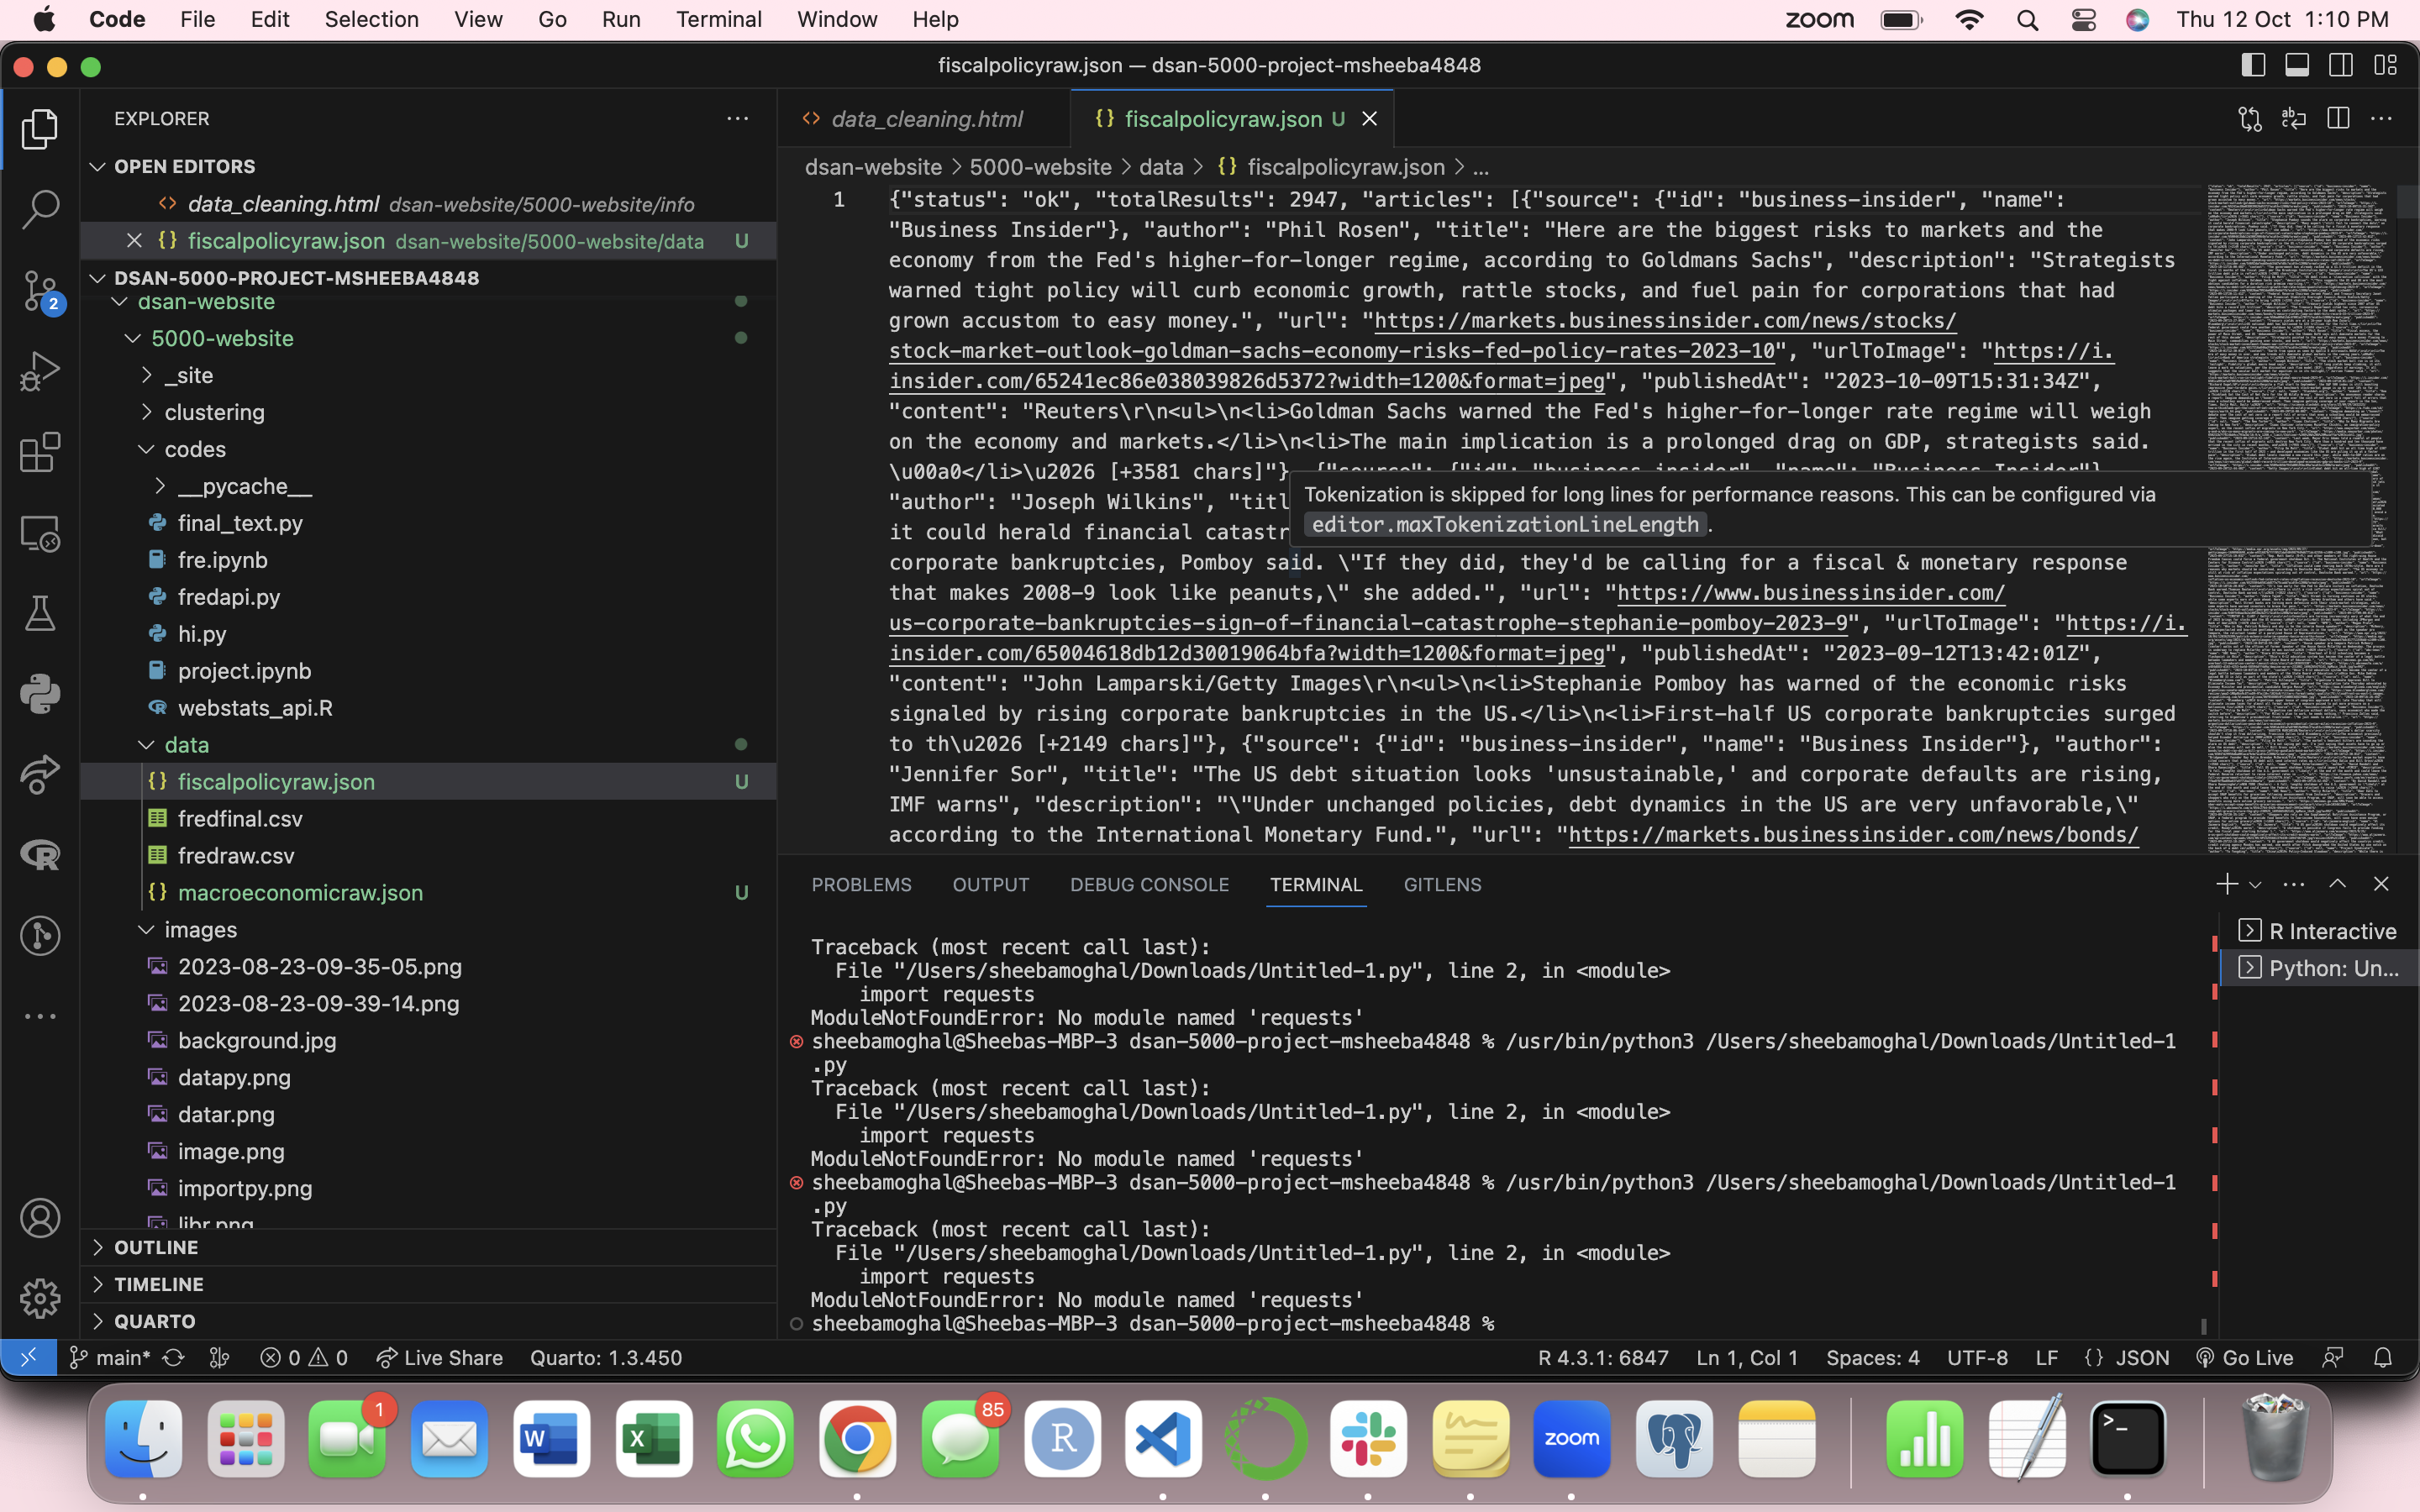 Code File Edit Selection View Go Run Terminal Window Help zoom Thu 12 Oct 1:10 PM
fiscalpolicyraw.json — dsan-5000-project-msheeba4848
EXPLORER
OPEN EDITORS
data_cleaning.html dsan-website/5000-website/info
{} fiscalpolicyraw.json dsan-website/5000-website/data U
DSAN-5000-PROJECT-MSHEEBA4848
dsan-website
5000-website
_site
clustering
codes
__pycache__
final_text.py
fre.ipynb
fredapi.py
hi.py
project.ipynb
webstats_api.R
data
{} fiscalpolicyraw.json U
fredfinal.csv
fredraw.csv
{} macroeconomicraw.json U
images
2023-08-23-09-35-05.png
2023-08-23-09-39-14.png
background.jpg
datapy.png
datar.png
image.png
importpy.png
libr.png
OUTLINE
TIMELINE
QUARTO
2
data_cleaning.html {} fiscalpolicyraw.json U
dsan-website > 5000-website > data > {} fiscalpolicyraw.json > ...
1 {"status": "ok", "totalResults": 2947, "articles": [{"source": {"id": "business-insider", "name":
"Business Insider"}, "author": "Phil Rosen", "title": "Here are the biggest risks to markets and the
economy from the Fed's higher-for-longer regime, according to Goldmans Sachs", "description": "Strategists
warned tight policy will curb economic growth, rattle stocks, and fuel pain for corporations that had
grown accustom to easy money.", "url": "https://markets.businessinsider.com/news/stocks/
stock-market-outlook-goldman-sachs-economy-risks-fed-policy-rates-2023-10", "urlToImage": "https://i.
insider.com/65241ec86e038039826d5372?width=1200&format=jpeg", "publishedAt": "2023-10-09T15:31:34Z",
"content": "Reuters\r\n<ul>\n<li>Goldman Sachs warned the Fed's higher-for-longer rate regime will weigh
on the economy and markets.</li>\n<li>The main implication is a prolonged drag on GDP, strategists said.
\u00a0</li>\u2026 [+3581 chars]"}, {"source": {"id": "business-insider", "name": "Business Insider"},
"author": "Joseph Wilkins", "titl
it could herald financial catastr
Tokenization is skipped for long lines for performance reasons. This can be configured via
editor.maxTokenizationLineLength.
corporate bankruptcies, Pomboy said. \"If they did, they'd be calling for a fiscal & monetary response
that makes 2008-9 look like peanuts,\" she added.", "url": "https://www.businessinsider.com/
us-corporate-bankruptcies-sign-of-financial-catastrophe-stephanie-pomboy-2023-9", "urlToImage": "https://i.
insider.com/65004618db12d30019064bfa?width=1200&format=jpeg", "publishedAt": "2023-09-12T13:42:01Z",
"content": "John Lamparski/Getty Images\r\n<ul>\n<li>Stephanie Pomboy has warned of the economic risks
signaled by rising corporate bankruptcies in the US.</li>\n<li>First-half US corporate bankruptcies surged
to th\u2026 [+2149 chars]"}, {"source": {"id": "business-insider", "name": "Business Insider"}, "author":
"Jennifer Sor", "title": "The US debt situation looks 'unsustainable,' and corporate defaults are rising,
IMF warns", "description": "\"Under unchanged policies, debt dynamics in the US are very unfavorable,\"
according to the International Monetary Fund.", "url": "https://markets.businessinsider.com/news/bonds/
PROBLEMS OUTPUT DEBUG CONSOLE TERMINAL GITLENS
R Interactive
Python: Un...
Traceback (most recent call last):
File "/Users/sheebamoghal/Downloads/Untitled-1.py", line 2, in <module>
import requests
ModuleNotFoundError: No module named 'requests'
sheebamoghal@Sheebas-MBP-3 dsan-5000-project-msheeba4848 % /usr/bin/python3 /Users/sheebamoghal/Downloads/Untitled-1
.py
Traceback (most recent call last):
File "/Users/sheebamoghal/Downloads/Untitled-1.py", line 2, in <module>
import requests
ModuleNotFoundError: No module named 'requests'
sheebamoghal@Sheebas-MBP-3 dsan-5000-project-msheeba4848 % /usr/bin/python3 /Users/sheebamoghal/Downloads/Untitled-1
.py
Traceback (most recent call last):
File "/Users/sheebamoghal/Downloads/Untitled-1.py", line 2, in <module>
import requests
ModuleNotFoundError: No module named 'requests'
sheebamoghal@Sheebas-MBP-3 dsan-5000-project-msheeba4848 %
main* 0 0 Live Share Quarto: 1.3.450 R 4.3.1: 6847 Ln 1, Col 1 Spaces: 4 UTF-8 LF {} JSON Go Live
1 W X 85 R zoom